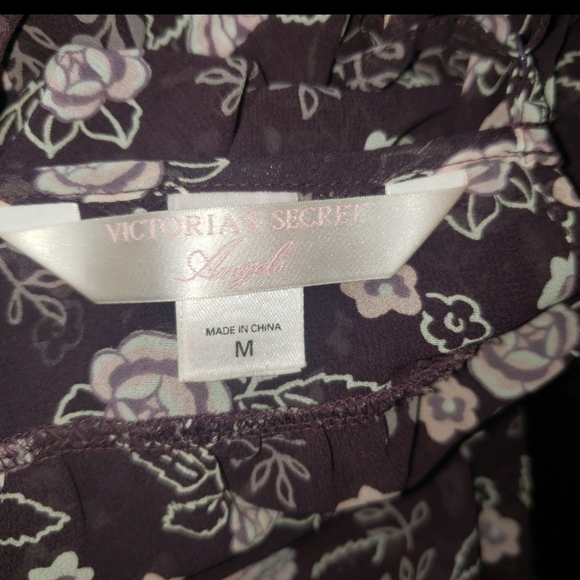 VICTORIA'S SECRET
Angels
MADE IN CHINA
M